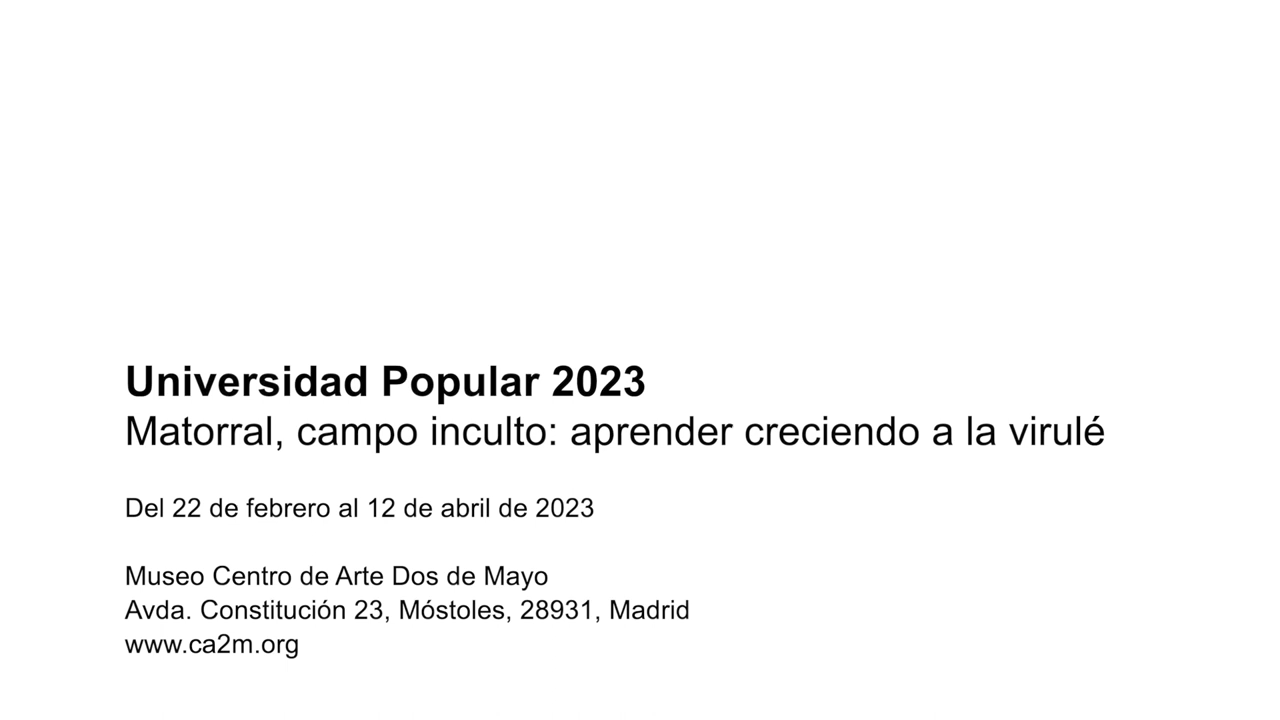 Universidad Popular 2023
Matorral, campo inculto: aprender creciendo a la virulé
Del 22 de febrero al 12 de abril de 2023
Museo Centro de Arte Dos de Mayo
Avda. Constitución 23, Móstoles, 28931, Madrid
www.ca2m.org